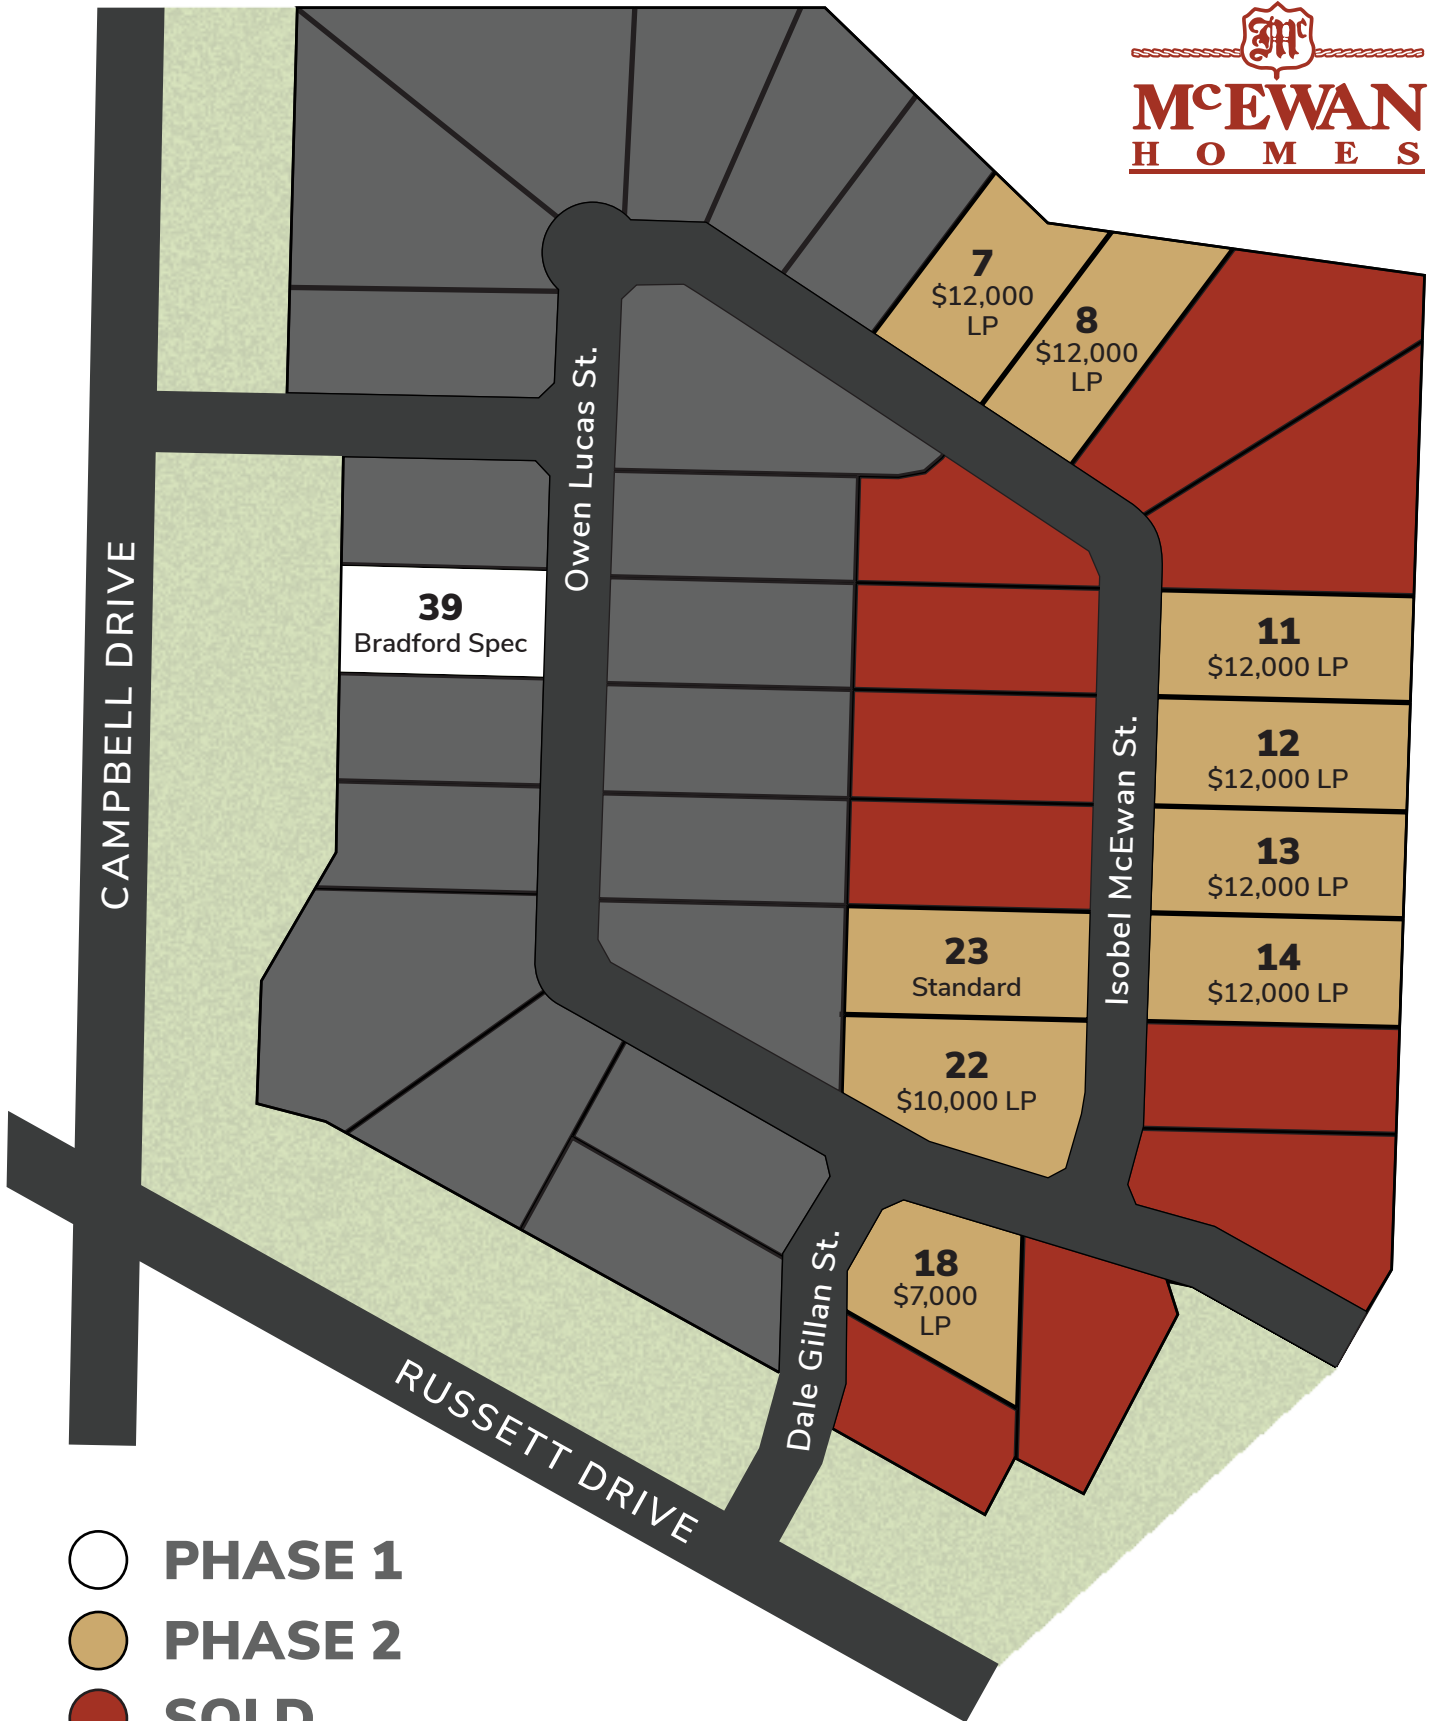 Mc
McEWAN
HOMES
7
$12,000
LP
8
$12,000
LP
Owen Lucas St.
CAMPBELL DRIVE
39
Bradford Spec
11
$12,000 LP
12
$12,000 LP
Isobel McEwan St.
13
$12,000 LP
23
Standard
14
$12,000 LP
22
$10,000 LP
18
$7,000
LP
Dale Gillan St.
RUSSETT DRIVE
PHASE 1
PHASE 2
SOLD